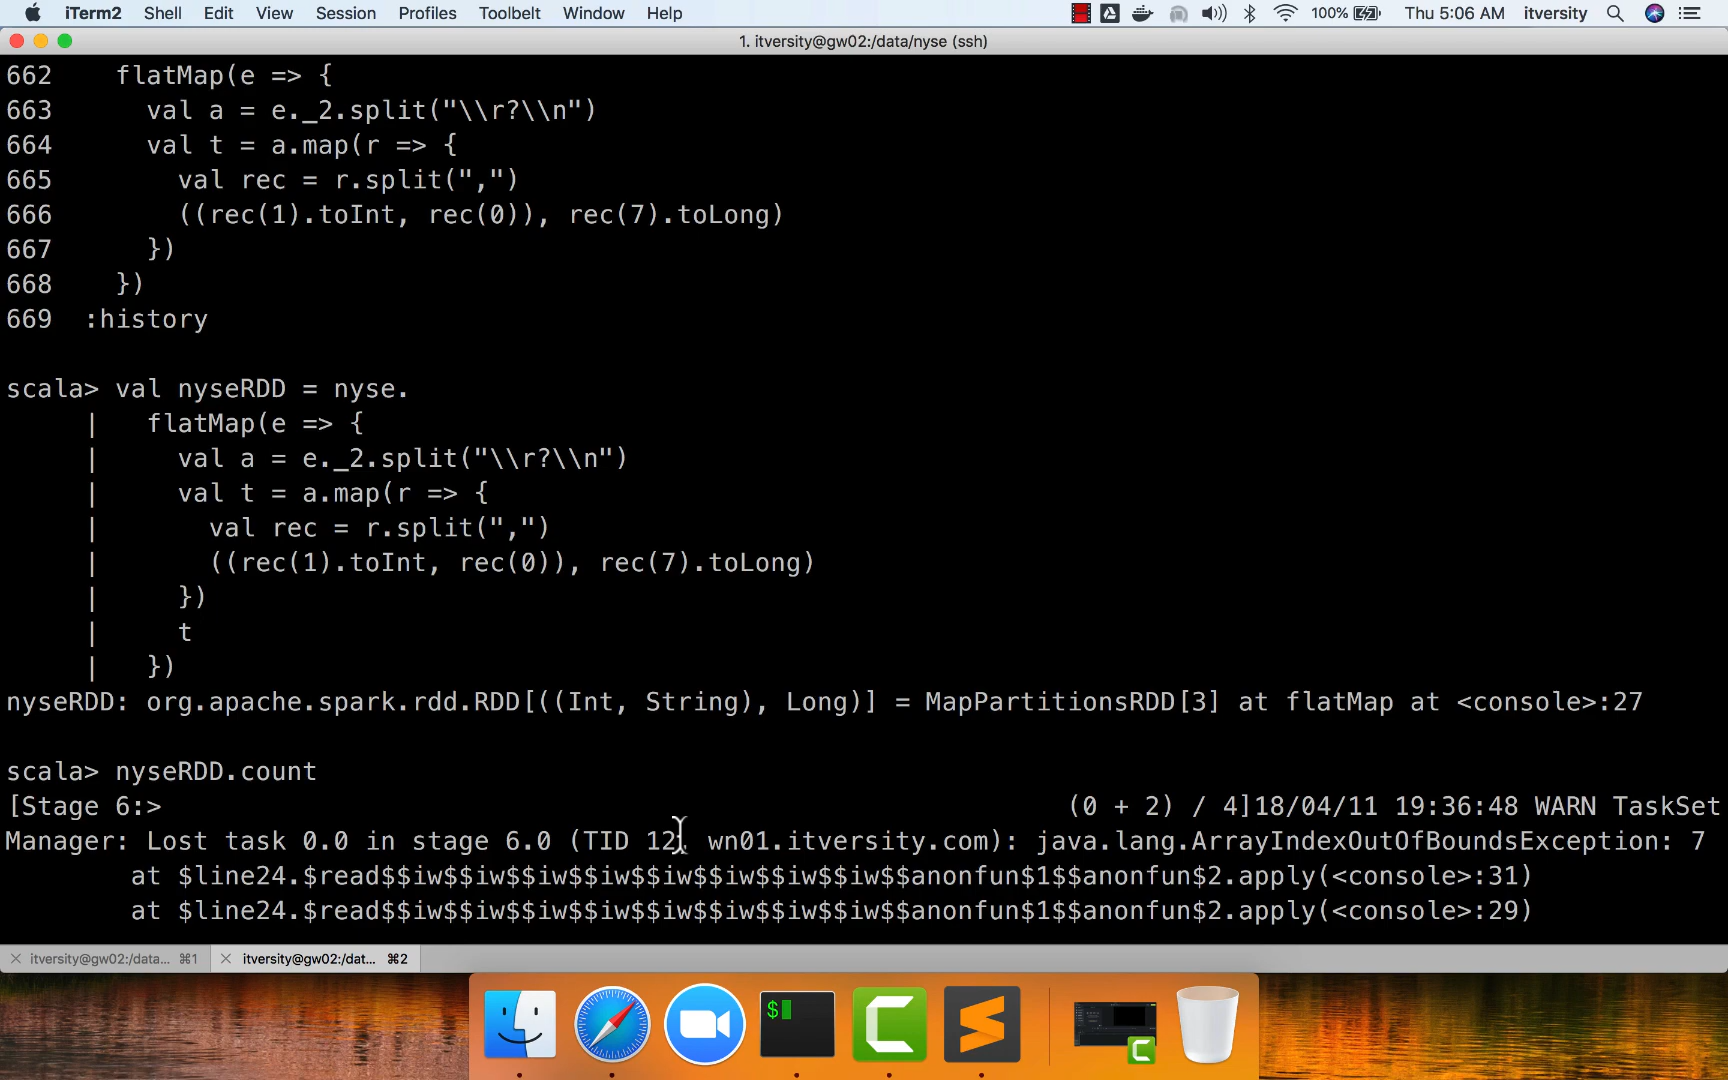 iTerm2 Shell Edit View Session Profiles Toolbelt Window Help 100% Thu 5:06 AM itversity
1. itversity@gw02:/data/nyse (ssh)
662    flatMap(e => {
663      val a = e._2.split("\\r?\\n")
664      val t = a.map(r => {
665        val rec = r.split(",")
666        ((rec(1).toInt, rec(0)), rec(7).toLong)
667      })
668    })
669  :history
scala> val nyseRDD = nyse.
     |   flatMap(e => {
     |     val a = e._2.split("\\r?\\n")
     |     val t = a.map(r => {
     |       val rec = r.split(",")
     |       ((rec(1).toInt, rec(0)), rec(7).toLong)
     |     })
     |     t
     |   })
nyseRDD: org.apache.spark.rdd.RDD[((Int, String), Long)] = MapPartitionsRDD[3] at flatMap at <console>:27
scala> nyseRDD.count
[Stage 6:>                                                          (0 + 2) / 4]18/04/11 19:36:48 WARN TaskSet
Manager: Lost task 0.0 in stage 6.0 (TID 12, wn01.itversity.com): java.lang.ArrayIndexOutOfBoundsException: 7
        at $line24.$read$$iw$$iw$$iw$$iw$$iw$$iw$$iw$$iw$$anonfun$1$$anonfun$2.apply(<console>:31)
        at $line24.$read$$iw$$iw$$iw$$iw$$iw$$iw$$iw$$iw$$anonfun$1$$anonfun$2.apply(<console>:29)
itversity@gw02:/data... ⌘1 itversity@gw02:/dat... ⌘2
$